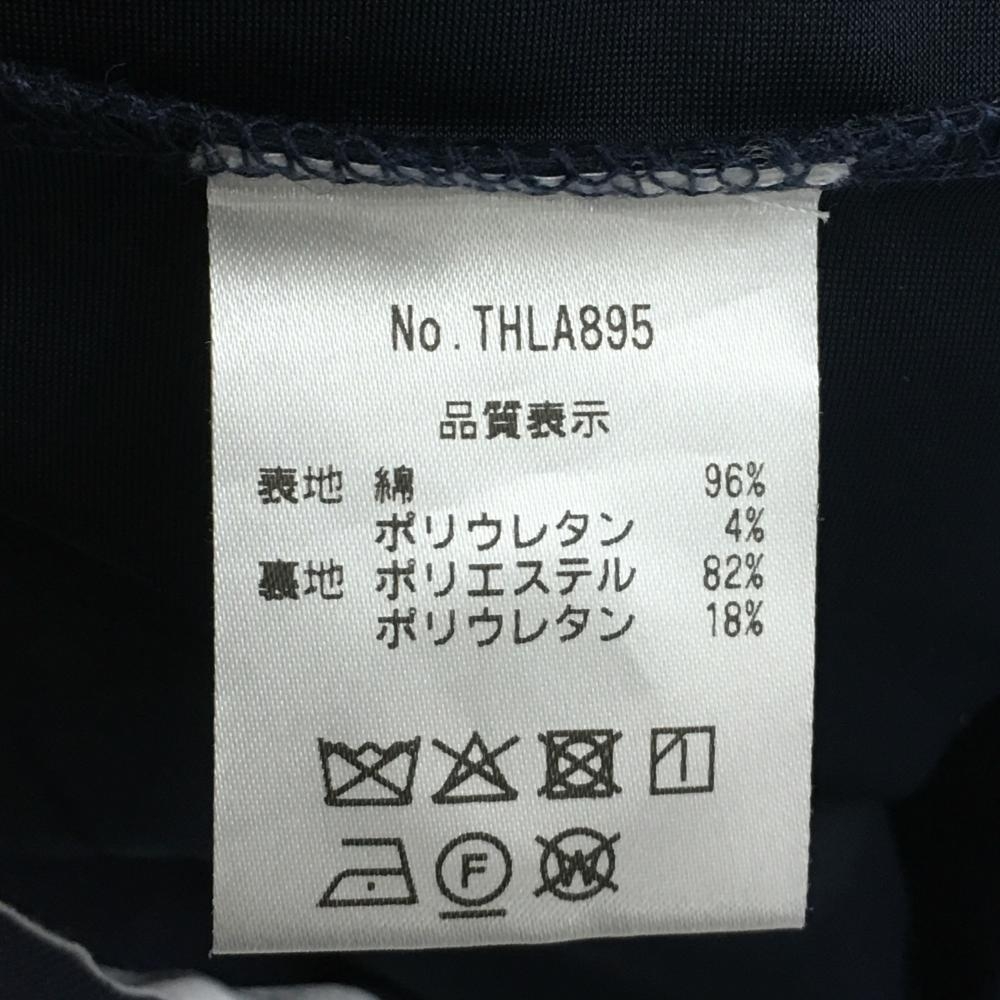 No.THLA895
品質表示
表地 綿 96%
ポリウレタン 4%
裏地 ポリエステル 82%
ポリウレタン 18%
F W